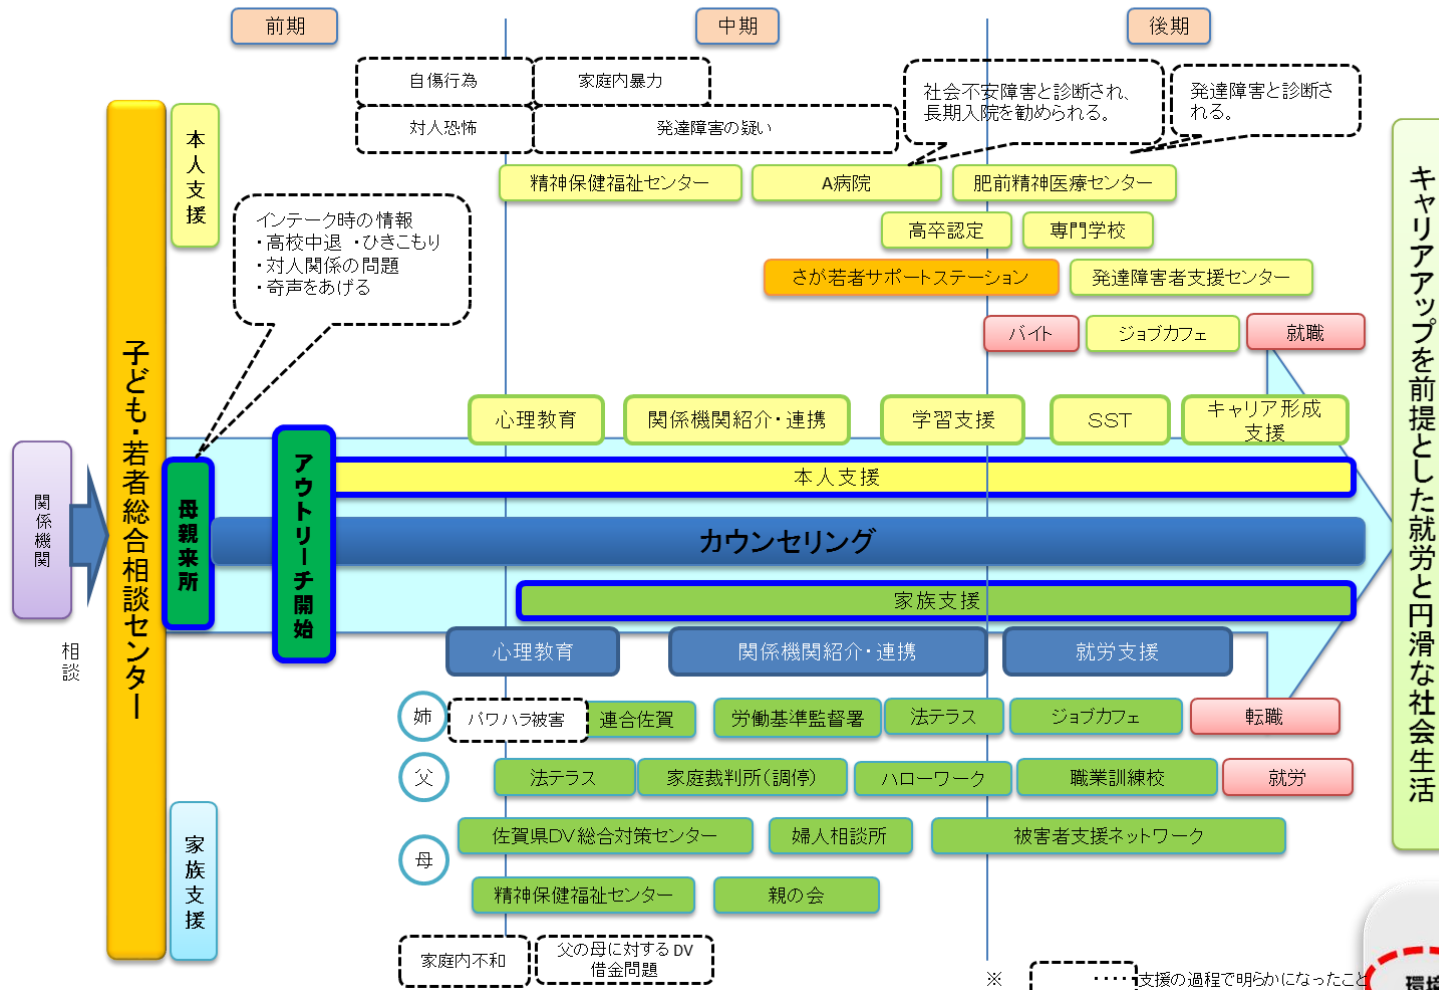 前期
中期
後期
自傷行為
家庭内暴力
対人恐怖
発達障害の疑い
社会不安障害と診断され、
長期入院を勧められる。
発達障害と診断さ
れる。
本人支援
インテーク時の情報
・高校中退 ・ひきこもり
・対人関係の問題
・奇声をあげる
精神保健福祉センター
A病院
肥前精神医療センター
高卒認定
専門学校
さが若者サポートステーション
発達障害者支援センター
バイト
ジョブカフェ
就職
心理教育
関係機関紹介・連携
学習支援
SST
キャリア形成
支援
関係機関
相談
子ども・若者総合相談センター
母親来所
アウトリーチ開始
本人支援
カウンセリング
家族支援
キャリアアップを前提とした就労と円滑な社会生活
心理教育
関係機関紹介・連携
就労支援
姉
パワハラ被害
連合佐賀
労働基準監督署
法テラス
ジョブカフェ
転職
父
法テラス
家庭裁判所(調停)
ハローワーク
職業訓練校
就労
家族支援
母
佐賀県DV総合対策センター
婦人相談所
被害者支援ネットワーク
精神保健福祉センター
親の会
家庭内不和
父の母に対するDV
借金問題
※ ・・・・支援の過程で明らかになったこと
環境